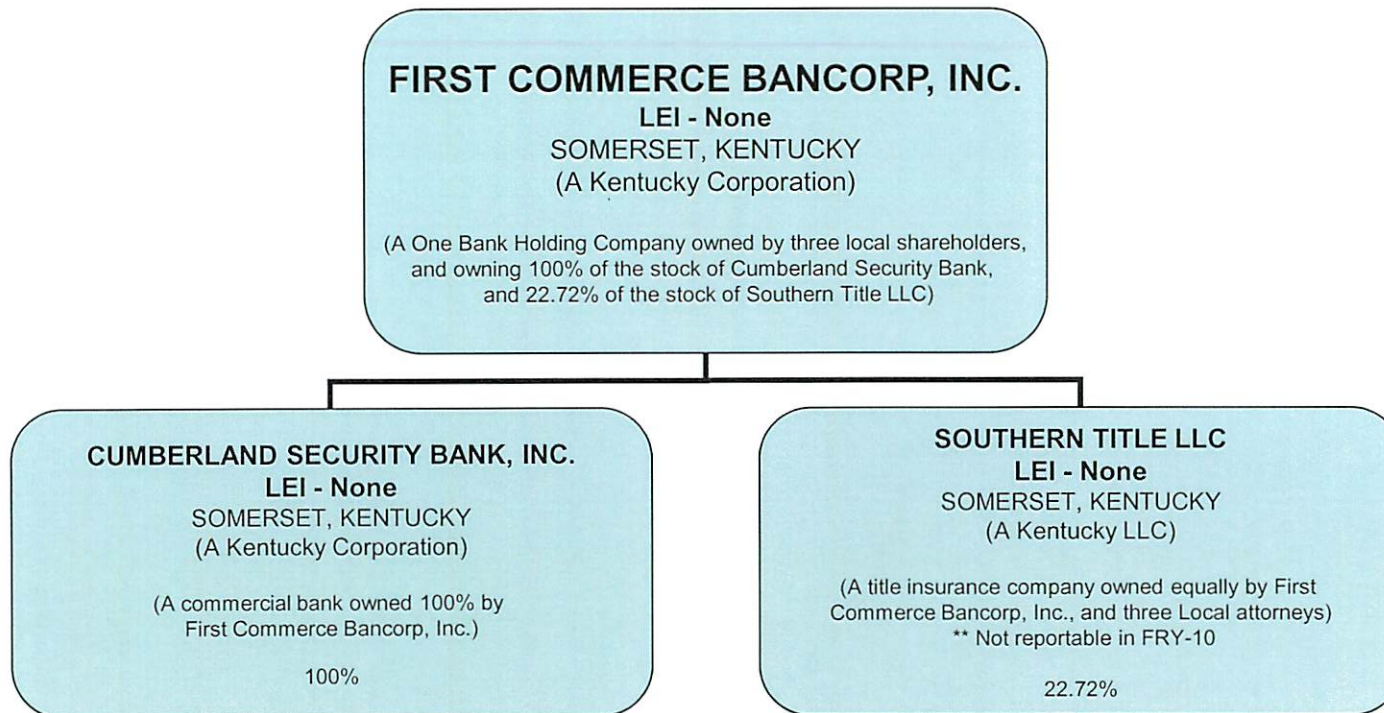 FIRST COMMERCE BANCORP, INC.
LEI - None
SOMERSET, KENTUCKY
(A Kentucky Corporation)
(A One Bank Holding Company owned by three local shareholders,
and owning 100% of the stock of Cumberland Security Bank,
and 22.72% of the stock of Southern Title LLC)
CUMBERLAND SECURITY BANK, INC.
LEI - None
SOMERSET, KENTUCKY
(A Kentucky Corporation)
(A commercial bank owned 100% by
First Commerce Bancorp, Inc.)
100%
SOUTHERN TITLE LLC
LEI - None
SOMERSET, KENTUCKY
(A Kentucky LLC)
(A title insurance company owned equally by First
Commerce Bancorp, Inc., and three Local attorneys)
** Not reportable in FRY-10
22.72%